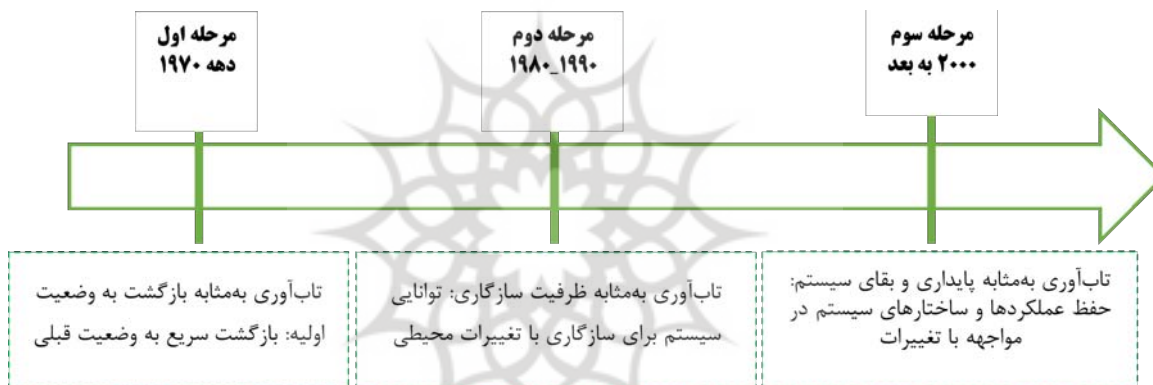 مرحله اول
دهه ۱۹۷۰
مرحله دوم
۱۹۸۰_۱۹۹۰
مرحله سوم
۲۰۰۰ به بعد
تاب‌آوری به‌مثابه بازگشت به وضعیت
اولیه: بازگشت سریع به وضعیت قبلی
تاب‌آوری به‌مثابه ظرفیت سازگاری: توانایی
سیستم برای سازگاری با تغییرات محیطی
تاب‌آوری به‌مثابه پایداری و بقای سیستم:
حفظ عملکردها و ساختارهای سیستم در
مواجهه با تغییرات